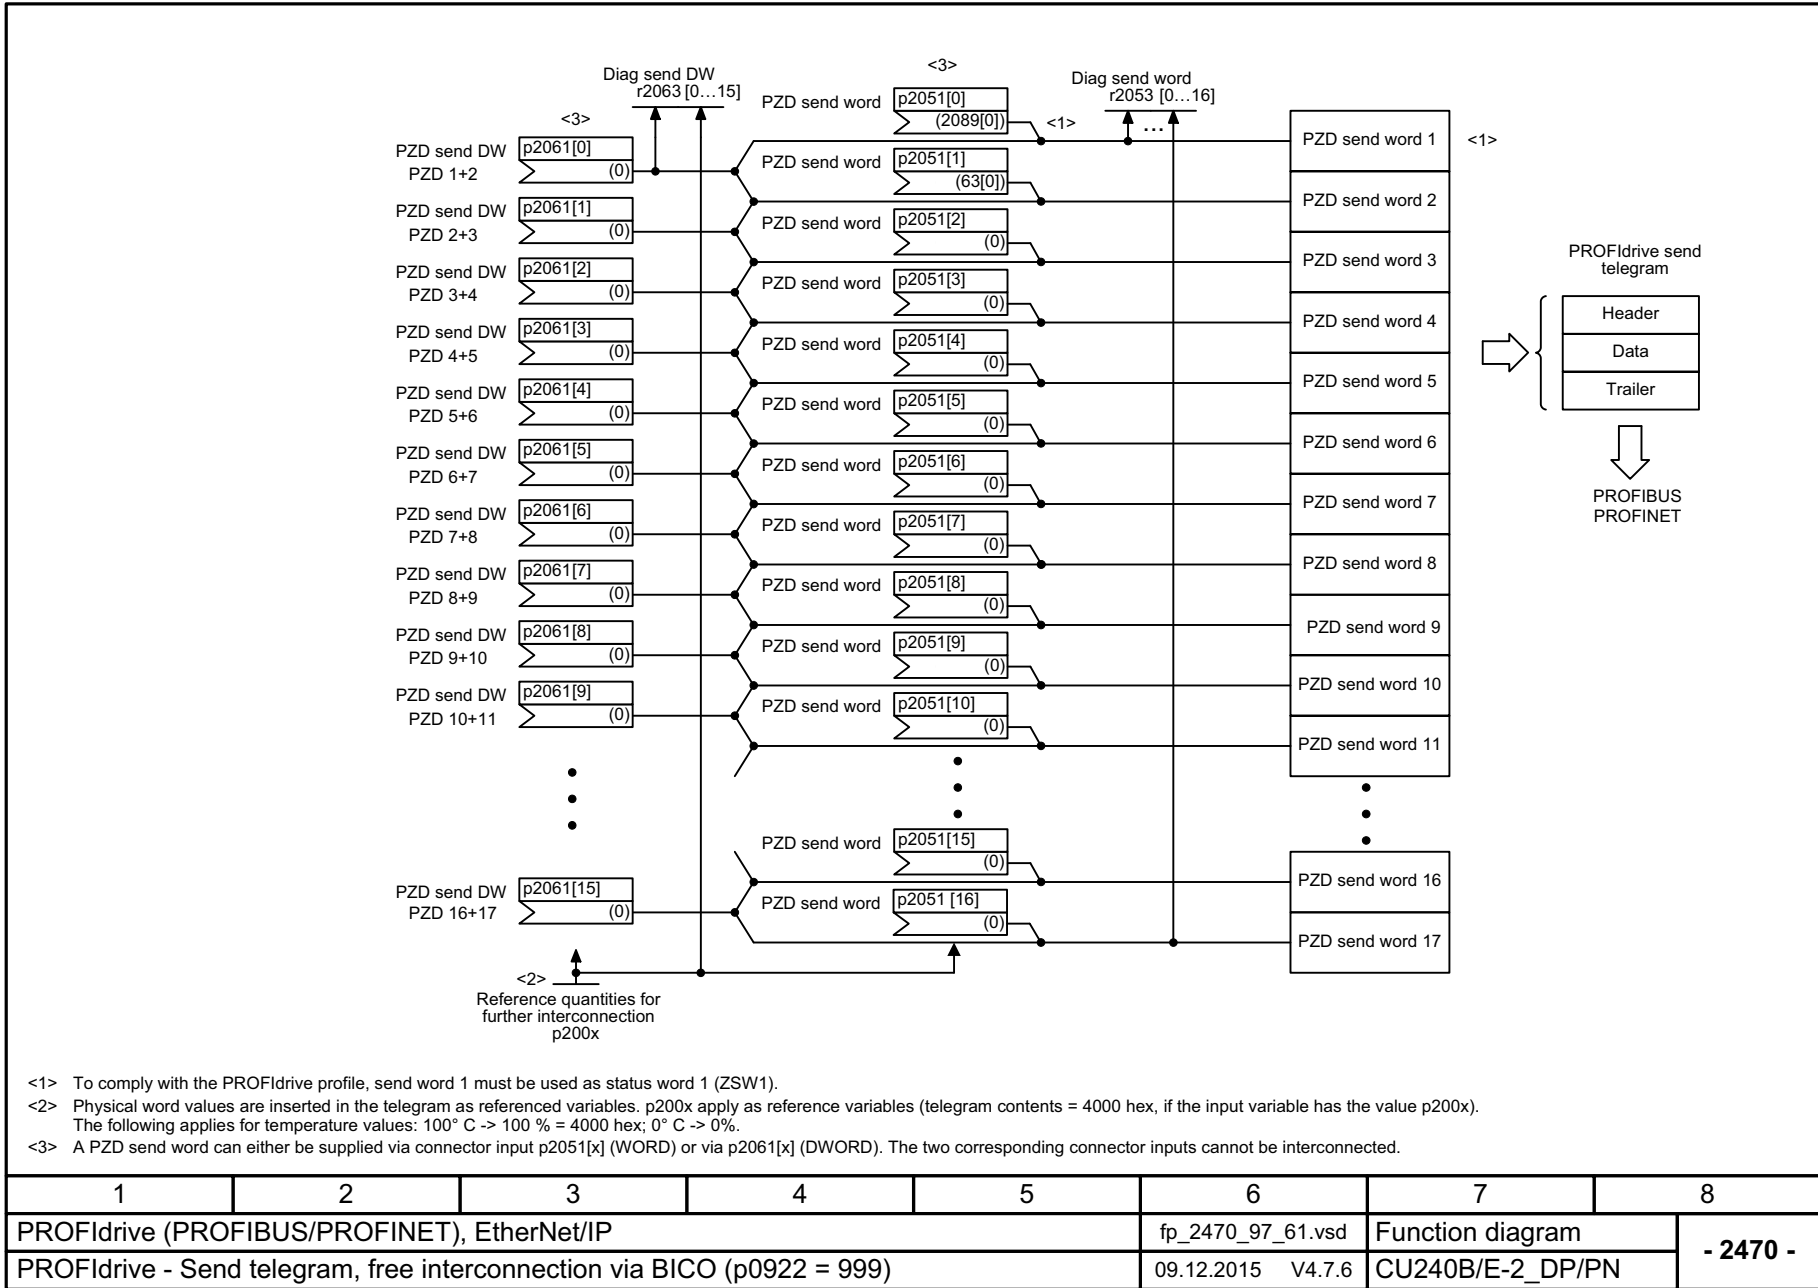 Diag send DW
r2063 [0…15]
<3>
<3>
PZD send word
p2051[0]
(2089[0])
<1>
Diag send word
r2053 [0…16]
...
PZD send DW
PZD 1+2
p2061[0]
(0)
PZD send word
p2051[1]
(63[0])
PZD send word 1
<1>
PZD send DW
PZD 2+3
p2061[1]
(0)
PZD send word
p2051[2]
(0)
PZD send word 2
PZD send DW
PZD 3+4
p2061[2]
(0)
PZD send word
p2051[3]
(0)
PZD send word 3
PZD send DW
PZD 4+5
p2061[3]
(0)
PZD send word
p2051[4]
(0)
PZD send word 4
PZD send DW
PZD 5+6
p2061[4]
(0)
PZD send word
p2051[5]
(0)
PZD send word 5
PZD send DW
PZD 6+7
p2061[5]
(0)
PZD send word
p2051[6]
(0)
PZD send word 6
PZD send DW
PZD 7+8
p2061[6]
(0)
PZD send word
p2051[7]
(0)
PZD send word 7
PZD send DW
PZD 8+9
p2061[7]
(0)
PZD send word
p2051[8]
(0)
PZD send word 8
PZD send DW
PZD 9+10
p2061[8]
(0)
PZD send word
p2051[9]
(0)
PZD send word 9
PZD send DW
PZD 10+11
p2061[9]
(0)
PZD send word
p2051[10]
(0)
PZD send word 10
PZD send word 11
PZD send word
p2051[15]
(0)
PZD send word 16
PZD send DW
PZD 16+17
p2061[15]
(0)
PZD send word
p2051 [16]
(0)
PZD send word 17
PROFIdrive send
telegram
Header
Data
Trailer
PROFIBUS
PROFINET
<2>
Reference quantities for
further interconnection
p200x
<1> To comply with the PROFIdrive profile, send word 1 must be used as status word 1 (ZSW1).
<2> Physical word values are inserted in the telegram as referenced variables. p200x apply as reference variables (telegram contents = 4000 hex, if the input variable has the value p200x).
The following applies for temperature values: 100° C -> 100 % = 4000 hex; 0° C -> 0%.
<3> A PZD send word can either be supplied via connector input p2051[x] (WORD) or via p2061[x] (DWORD). The two corresponding connector inputs cannot be interconnected.
1 2 3 4 5 6 7 8
PROFIdrive (PROFIBUS/PROFINET), EtherNet/IP
fp_2470_97_61.vsd
Function diagram
- 2470 -
PROFIdrive - Send telegram, free interconnection via BICO (p0922 = 999)
09.12.2015 V4.7.6
CU240B/E-2_DP/PN